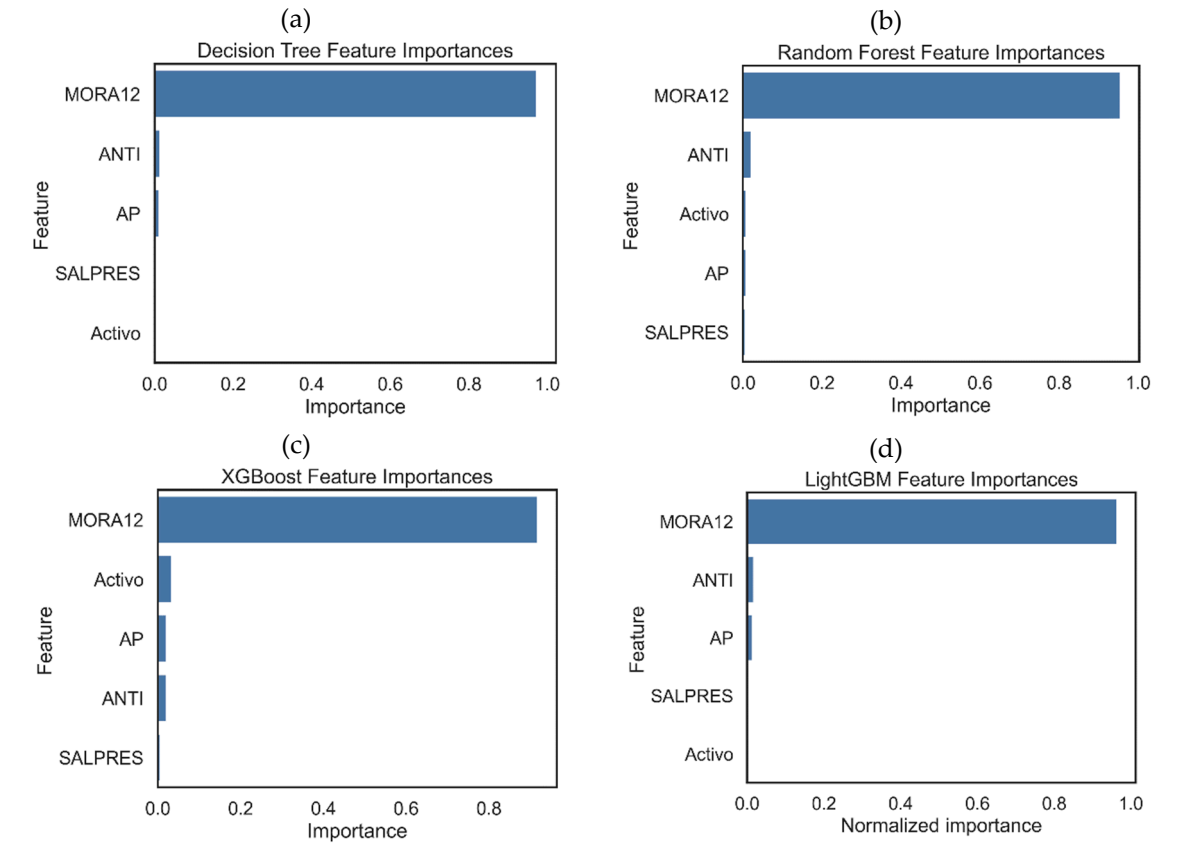 (a)
Decision Tree Feature Importances
MORA12
ANTI
AP
SALPRES
Activo
Feature
0.0 0.2 0.4 0.6 0.8 1.0
Importance
(b)
Random Forest Feature Importances
MORA12
ANTI
Activo
AP
SALPRES
Feature
0.0 0.2 0.4 0.6 0.8 1.0
Importance
(c)
XGBoost Feature Importances
MORA12
Activo
AP
ANTI
SALPRES
Feature
0.0 0.2 0.4 0.6 0.8
Importance
(d)
LightGBM Feature Importances
MORA12
ANTI
AP
SALPRES
Activo
Feature
0.0 0.2 0.4 0.6 0.8 1.0
Normalized importance